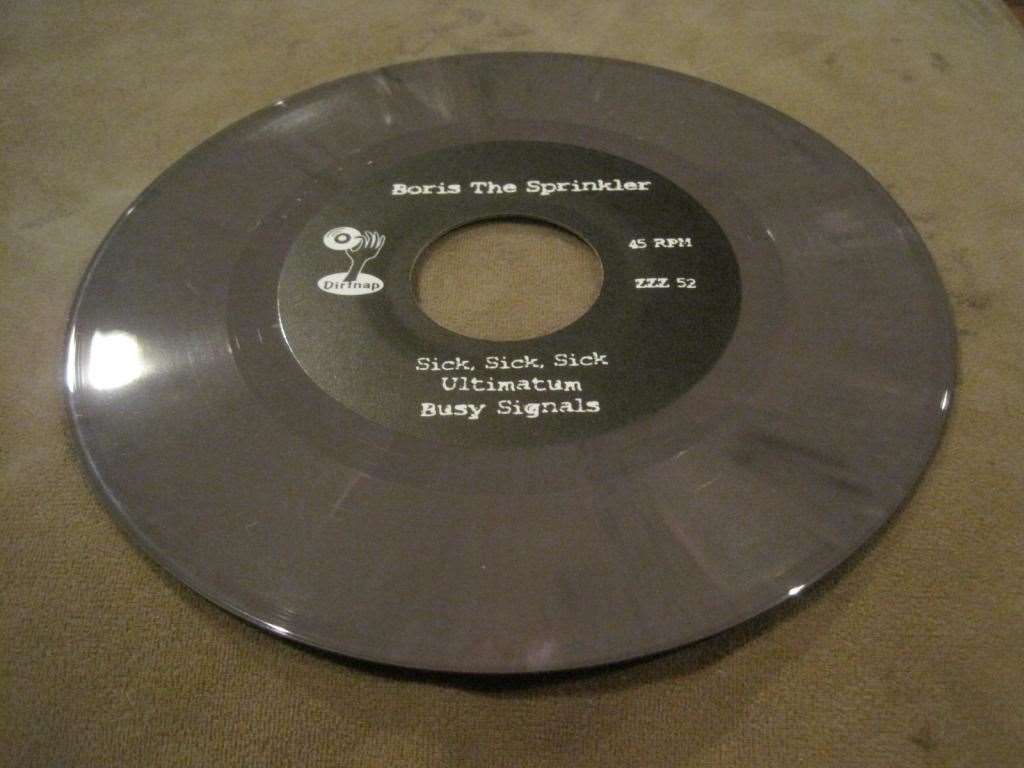 Boris The Sprinkler
45 RPM
ZZZ 52
Dirtnap
Sick, Sick, Sick
Ultimatum
Busy Signals